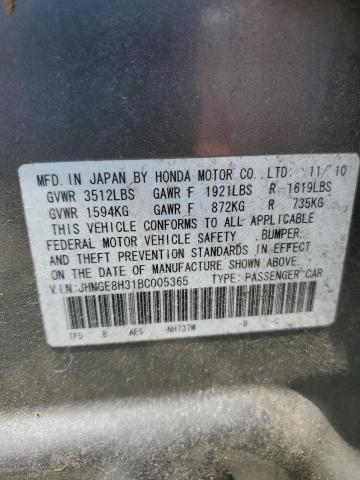 MFD. IN JAPAN BY HONDA MOTOR CO., LTD. 11/10
GVWR 3512LBS GAWR F 1921LBS R 1619LBS
GVWR 1594KG GAWR F 872KG R 735KG
THIS VEHICLE CONFORMS TO ALL APPLICABLE
FEDERAL MOTOR VEHICLE SAFETY, BUMPER,
AND THEFT PREVENTION STANDARDS IN EFFECT
ON THE DATE OF MANUFACTURE SHOWN ABOVE.
V.I.N:JHMGE8H31BC005365 TYPE: PASSENGER CAR
TP5 B AE5 -NH737M -B -C